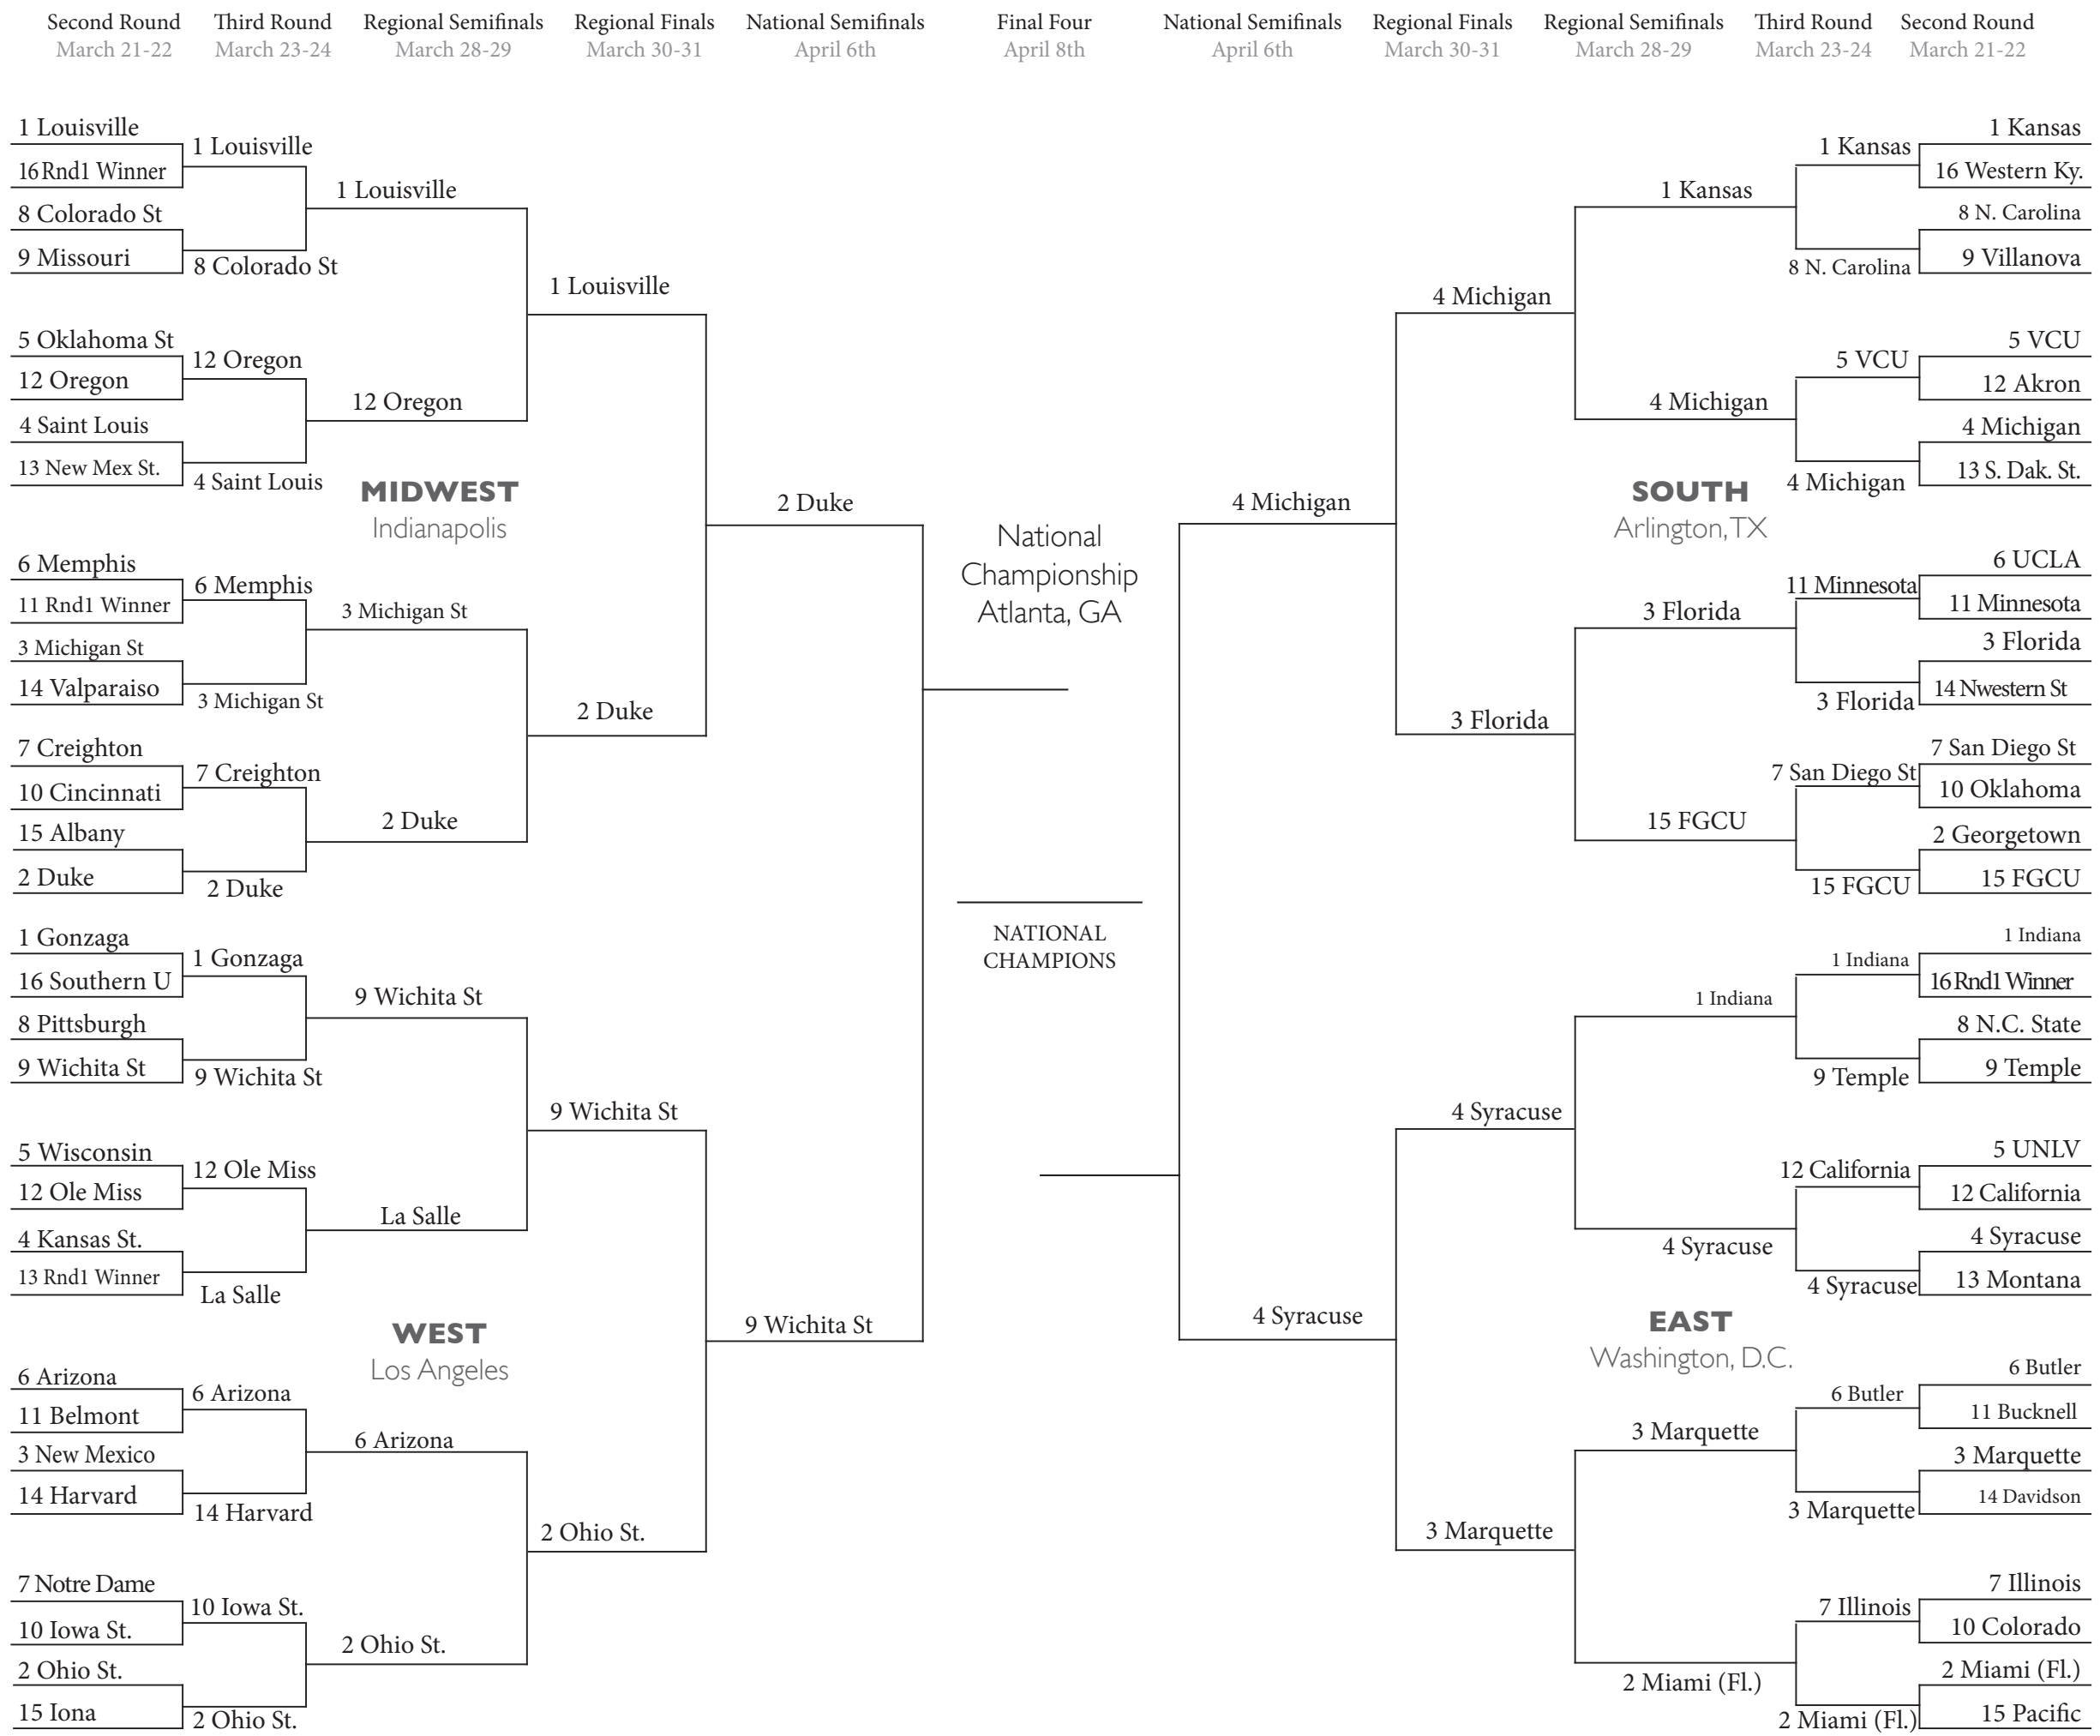 Second Round
March 21-22
Third Round
March 23-24
Regional Semifinals
March 28-29
Regional Finals
March 30-31
National Semifinals
April 6th
Final Four
April 8th
National Semifinals
April 6th
Regional Finals
March 30-31
Regional Semifinals
March 28-29
Third Round
March 23-24
Second Round
March 21-22
1 Louisville
16 Rnd1 Winner
8 Colorado St
9 Missouri
5 Oklahoma St
12 Oregon
4 Saint Louis
13 New Mex St.
6 Memphis
11 Rnd1 Winner
3 Michigan St
14 Valparaiso
7 Creighton
10 Cincinnati
15 Albany
2 Duke
1 Louisville
8 Colorado St
12 Oregon
4 Saint Louis
6 Memphis
3 Michigan St
7 Creighton
2 Duke
1 Louisville
12 Oregon
3 Michigan St
2 Duke
MIDWEST
Indianapolis
1 Louisville
2 Duke
2 Duke
1 Gonzaga
16 Southern U
8 Pittsburgh
9 Wichita St
5 Wisconsin
12 Ole Miss
4 Kansas St.
13 Rnd1 Winner
6 Arizona
11 Belmont
3 New Mexico
14 Harvard
7 Notre Dame
10 Iowa St.
2 Ohio St.
15 Iona
1 Gonzaga
9 Wichita St
12 Ole Miss
La Salle
6 Arizona
14 Harvard
10 Iowa St.
2 Ohio St.
9 Wichita St
La Salle
6 Arizona
2 Ohio St.
WEST
Los Angeles
9 Wichita St
2 Ohio St.
9 Wichita St
National
Championship
Atlanta, GA
NATIONAL
CHAMPIONS
4 Michigan
4 Michigan
3 Florida
SOUTH
Arlington, TX
1 Kansas
4 Michigan
3 Florida
15 FGCU
1 Kansas
8 N. Carolina
5 VCU
4 Michigan
11 Minnesota
3 Florida
7 San Diego St
15 FGCU
1 Kansas
16 Western Ky.
8 N. Carolina
9 Villanova
5 VCU
12 Akron
4 Michigan
13 S. Dak. St.
6 UCLA
11 Minnesota
3 Florida
14 Nwestern St
7 San Diego St
10 Oklahoma
2 Georgetown
15 FGCU
4 Syracuse
4 Syracuse
3 Marquette
EAST
Washington, D.C.
1 Indiana
4 Syracuse
3 Marquette
2 Miami (Fl.)
1 Indiana
9 Temple
12 California
4 Syracuse
6 Butler
3 Marquette
7 Illinois
2 Miami (Fl.)
1 Indiana
16 Rnd1 Winner
8 N.C. State
9 Temple
5 UNLV
12 California
4 Syracuse
13 Montana
6 Butler
11 Bucknell
3 Marquette
14 Davidson
7 Illinois
10 Colorado
2 Miami (Fl.)
15 Pacific